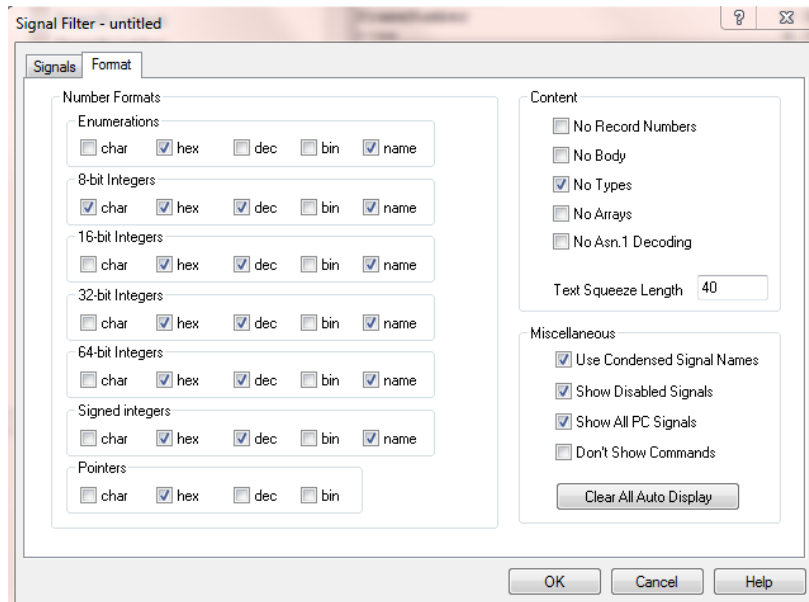 Signal Filter - untitled
Signals Format
Number Formats
Enumerations
char hex dec bin name
8-bit Integers
char hex dec bin name
16-bit Integers
char hex dec bin name
32-bit Integers
char hex dec bin name
64-bit Integers
char hex dec bin name
Signed integers
char hex dec bin name
Pointers
char hex dec bin
Content
No Record Numbers
No Body
No Types
No Arrays
No Asn.1 Decoding
Text Squeeze Length 40
Miscellaneous
Use Condensed Signal Names
Show Disabled Signals
Show All PC Signals
Don't Show Commands
Clear All Auto Display
OK Cancel Help